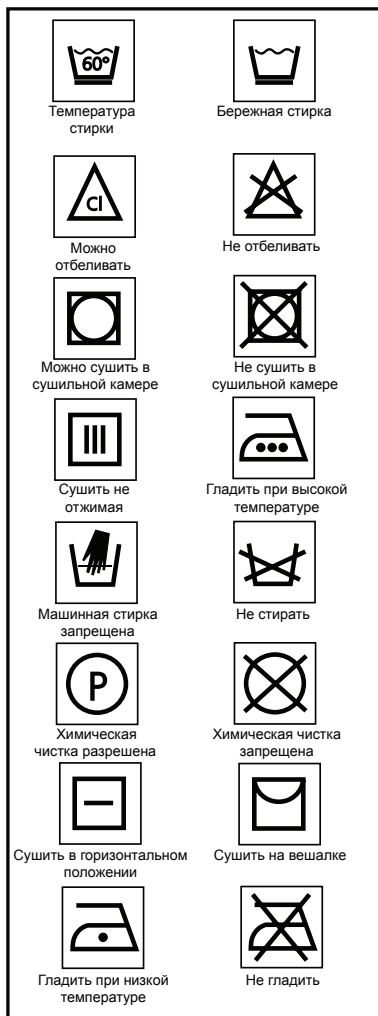 60°
Температура
стирки
Бережная стирка
Cl
Можно
отбеливать
Не отбеливать
Можно сушить в
сушильной камере
Не сушить в
сушильной камере
Сушить не
отжимая
Гладить при высокой
температуре
Машинная стирка
запрещена
Не стирать
P
Химическая
чистка разрешена
Химическая чистка
запрещена
Сушить в горизонтальном
положении
Сушить на вешалке
Гладить при низкой
температуре
Не гладить